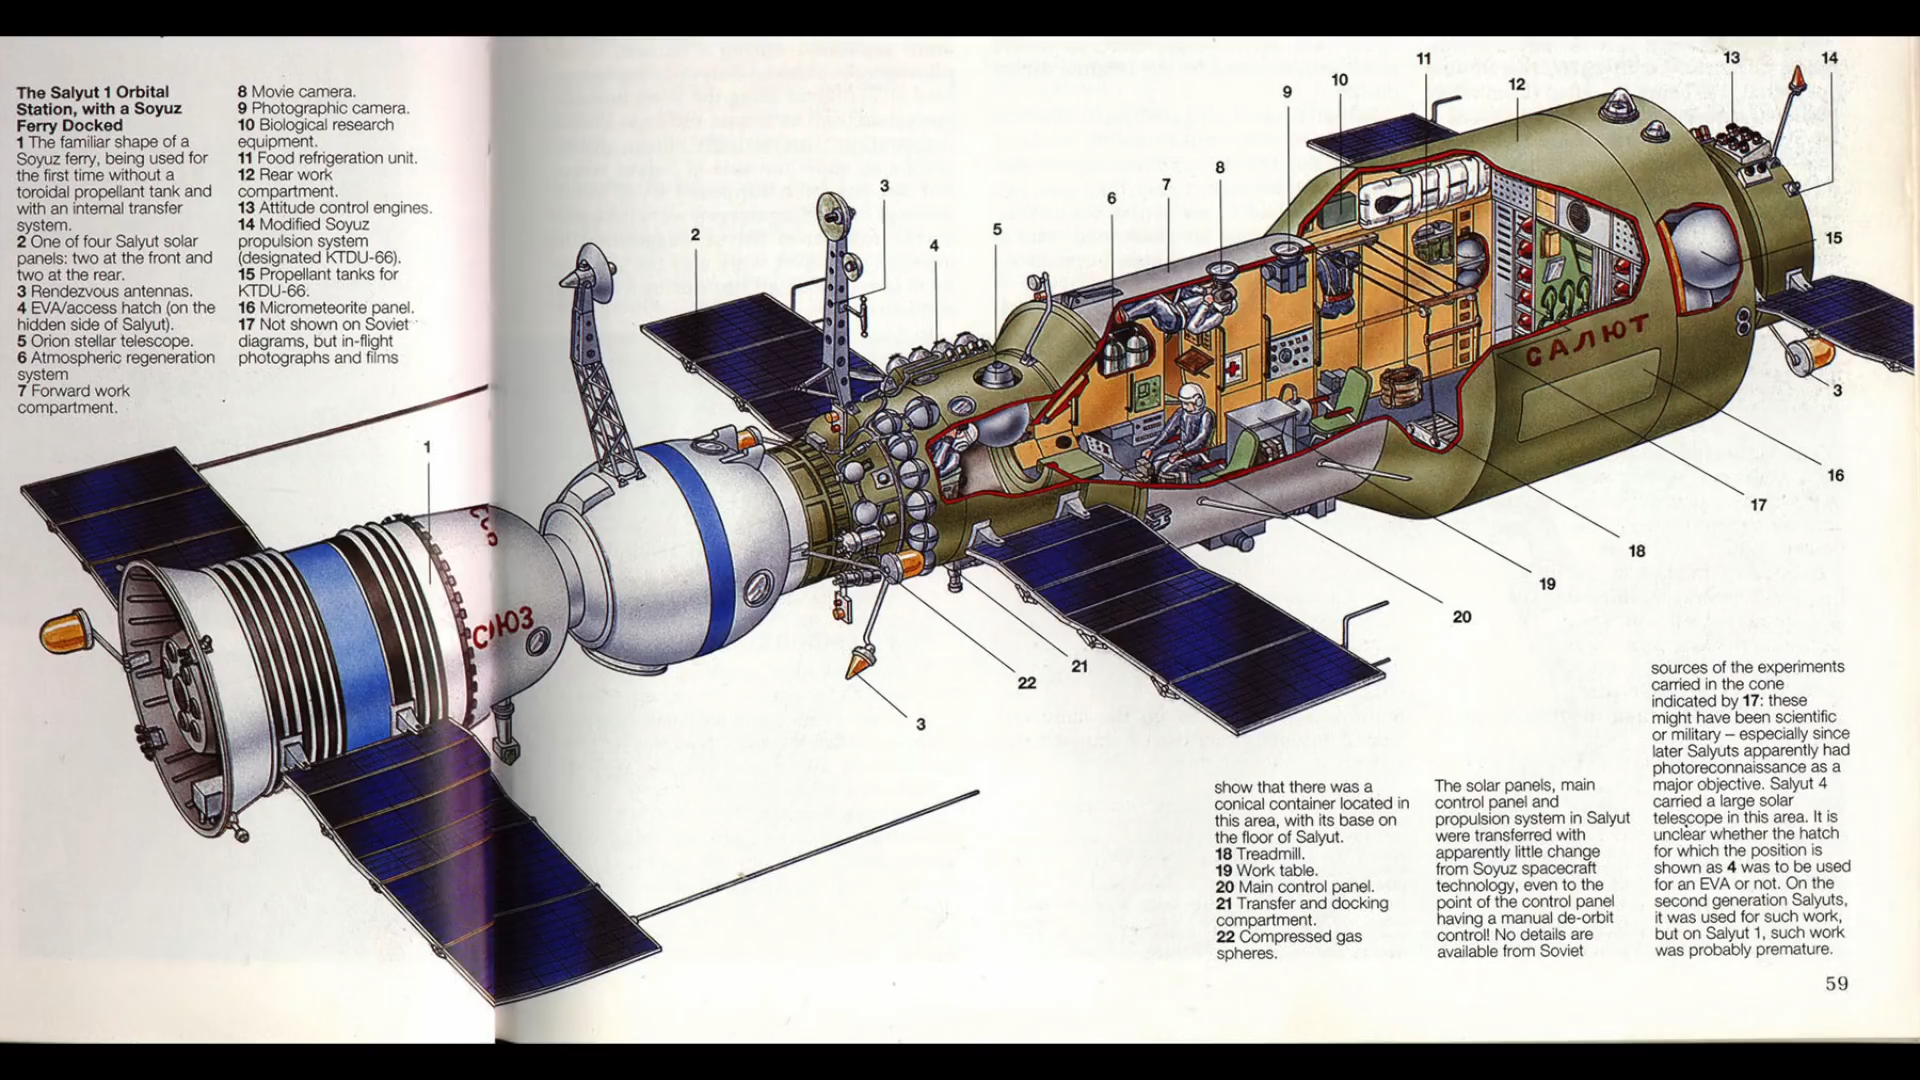 The Salyut 1 Orbital
Station, with a Soyuz
Ferry Docked
1 The familiar shape of a
Soyuz ferry, being used for
the first time without a
toroidal propellant tank and
with an internal transfer
system.
2 One of four Salyut solar
panels: two at the front and
two at the rear.
3 Rendezvous antennas.
4 EVA/access hatch (on the
hidden side of Salyut).
5 Orion stellar telescope.
6 Atmospheric regeneration
system
7 Forward work
compartment.
8 Movie camera.
9 Photographic camera.
10 Biological research
equipment.
11 Food refrigeration unit.
12 Rear work
compartment.
13 Attitude control engines.
14 Modified Soyuz
propulsion system
(designated KTDU-66).
15 Propellant tanks for
KTDU-66.
16 Micrometeorite panel.
17 Not shown on Soviet
diagrams, but in-flight
photographs and films
show that there was a
conical container located in
this area, with its base on
the floor of Salyut.
18 Treadmill.
19 Work table.
20 Main control panel.
21 Transfer and docking
compartment.
22 Compressed gas
spheres.
The solar panels, main
control panel and
propulsion system in Salyut
were transferred with
apparently little change
from Soyuz spacecraft
technology, even to the
point of the control panel
having a manual de-orbit
control! No details are
available from Soviet
sources of the experiments
carried in the cone
indicated by 17: these
might have been scientific
or military – especially since
later Salyuts apparently had
photoreconnaissance as a
major objective. Salyut 4
carried a large solar
telescope in this area. It is
unclear whether the hatch
for which the position is
shown as 4 was to be used
for an EVA or not. On the
second generation Salyuts,
it was used for such work,
but on Salyut 1, such work
was probably premature.
59
1
2
3
4
5
6
7
8
9
10
11
12
13
14
15
3
16
17
18
19
20
21
22
3
САЛЮТ
СОЮЗ